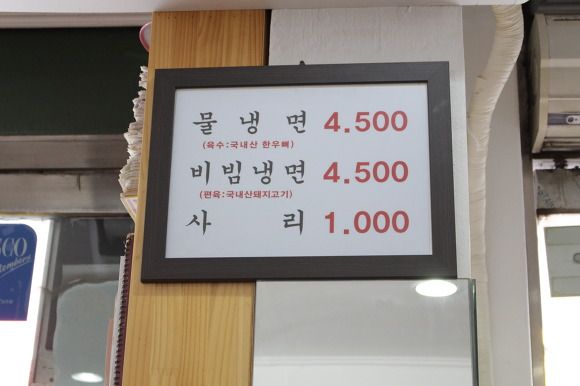 물 냉 면 4.500
(육수:국내산 한우뼈)
비빔냉면 4.500
(편육:국내산돼지고기)
사 리 1.000